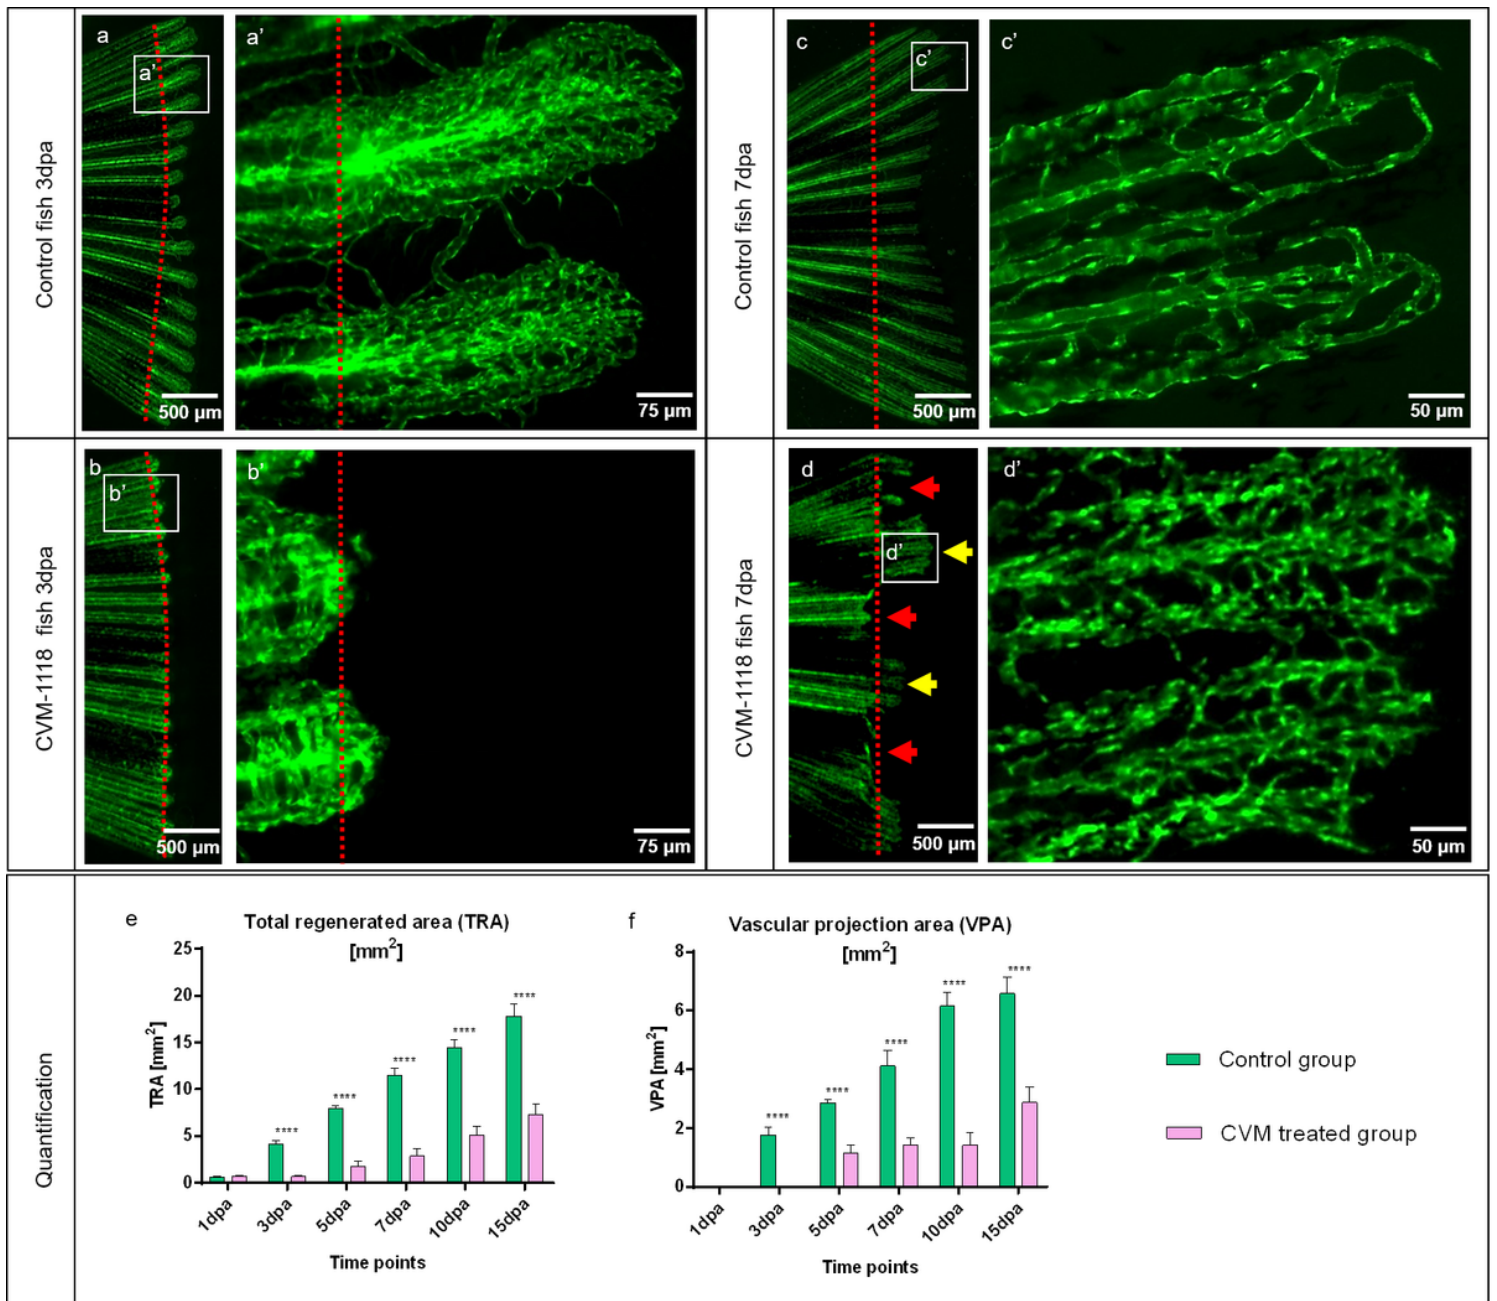 Control fish 3dpa
a
a'
500 µm
a'
75 µm
Control fish 7dpa
c
c'
500 µm
c'
50 µm
CVM-1118 fish 3dpa
b
b'
500 µm
b'
75 µm
CVM-1118 fish 7dpa
d
d'
500 µm
d'
50 µm
Quantification
e
Total regenerated area (TRA)
[mm²]
TRA [mm²]
25
20
15
10
5
0
****
****
****
****
****
1dpa
3dpa
5dpa
7dpa
10dpa
15dpa
Time points
f
Vascular projection area (VPA)
[mm²]
VPA [mm²]
8
6
4
2
0
****
****
****
****
****
1dpa
3dpa
5dpa
7dpa
10dpa
15dpa
Time points
Control group
CVM treated group